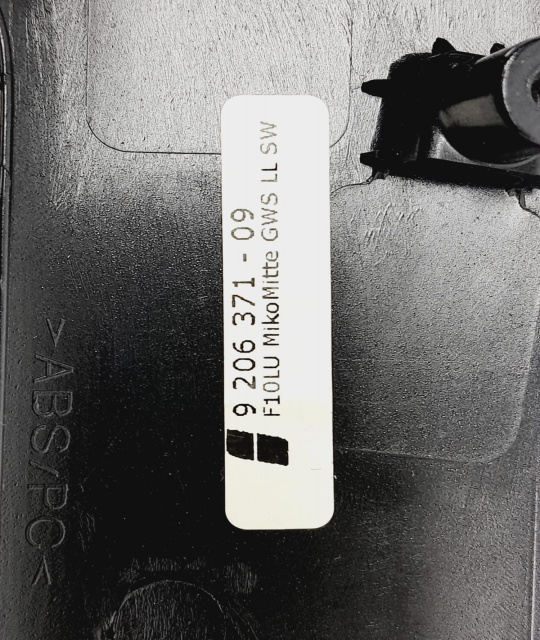 9 206 371 - 09
F10LU MikoMitte GWS LL SW
>ABS/PC<